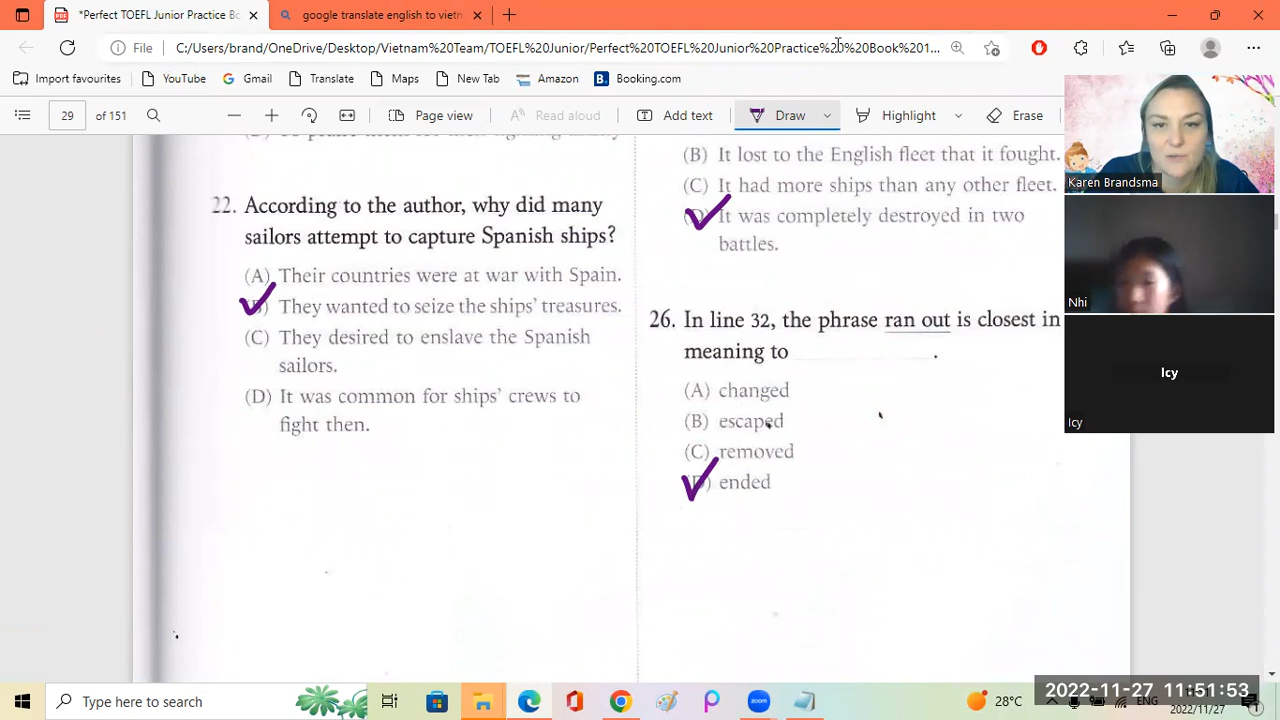 *Perfect TOEFL Junior Practice Bo
google translate english to vietn
File
C:/Users/brand/OneDrive/Desktop/Vietnam%20Team/TOEFL%20Junior/Perfect%20TOEFL%20Junior%20Practice%20%20Book%201...
Import favourites
YouTube
Gmail
Translate
Maps
New Tab
Amazon
B.
Booking.com
29
of 151
Page view
Read aloud
Add text
Draw
Highlight
Erase
22. According to the author, why did many
sailors attempt to capture Spanish ships?
(A) Their countries were at war with Spain.
They wanted to seize the ships' treasures.
(C) They desired to enslave the Spanish
sailors.
(D) It was common for ships' crews to
fight then.
(B) It lost to the English fleet that it fought.
(C) It had more ships than any other fleet.
It was completely destroyed in two
battles.
26. In line 32, the phrase ran out is closest in
meaning to .
(A) changed
(B) escaped
(C) removed
(D) ended
Karen Brandsma
Nhi
Icy
Icy
Type here to search
zoom
28°C
ENG
2022-11-27 11:51:53
2022/11/27